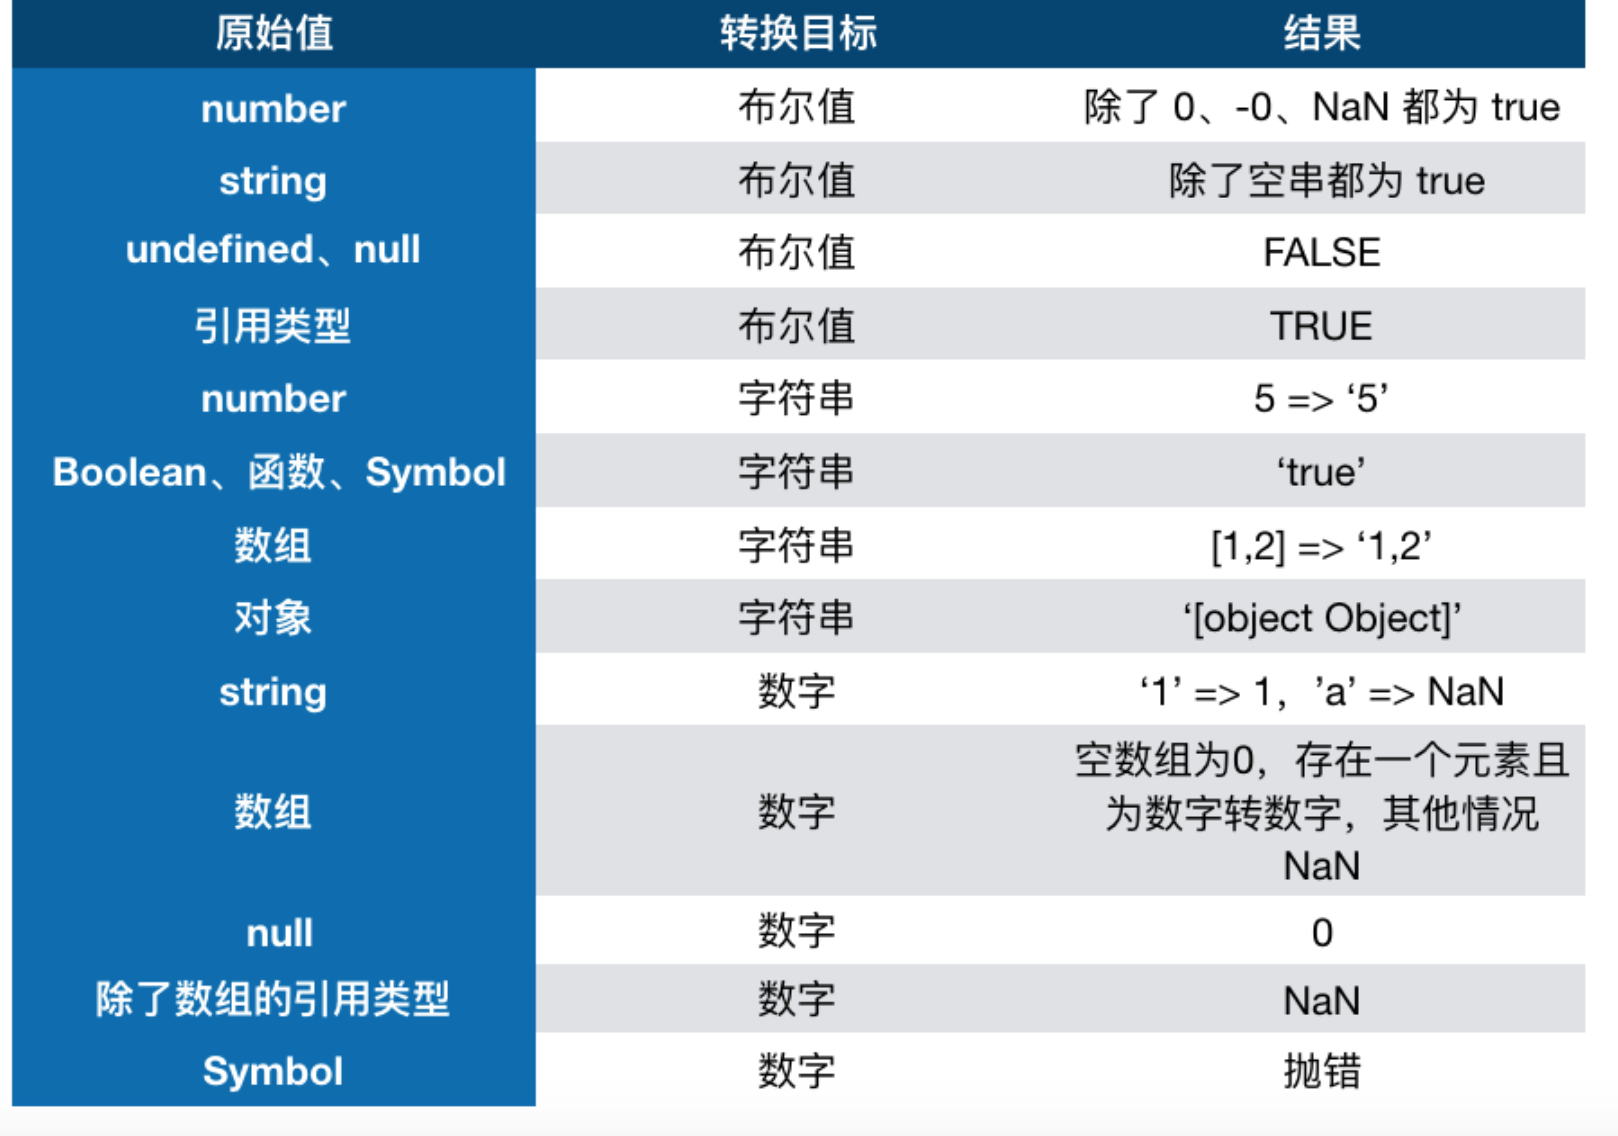 原始值 转换目标 结果
number 布尔值 除了 0、-0、NaN 都为 true
string 布尔值 除了空串都为 true
undefined、null 布尔值 FALSE
引用类型 布尔值 TRUE
number 字符串 5 => ‘5’
Boolean、函数、Symbol 字符串 ‘true’
数组 字符串 [1,2] => ‘1,2’
对象 字符串 ‘[object Object]’
string 数字 ‘1’ => 1，’a’ => NaN
数组 数字 空数组为0，存在一个元素且
为数字转数字，其他情况
NaN
null 数字 0
除了数组的引用类型 数字 NaN
Symbol 数字 抛错